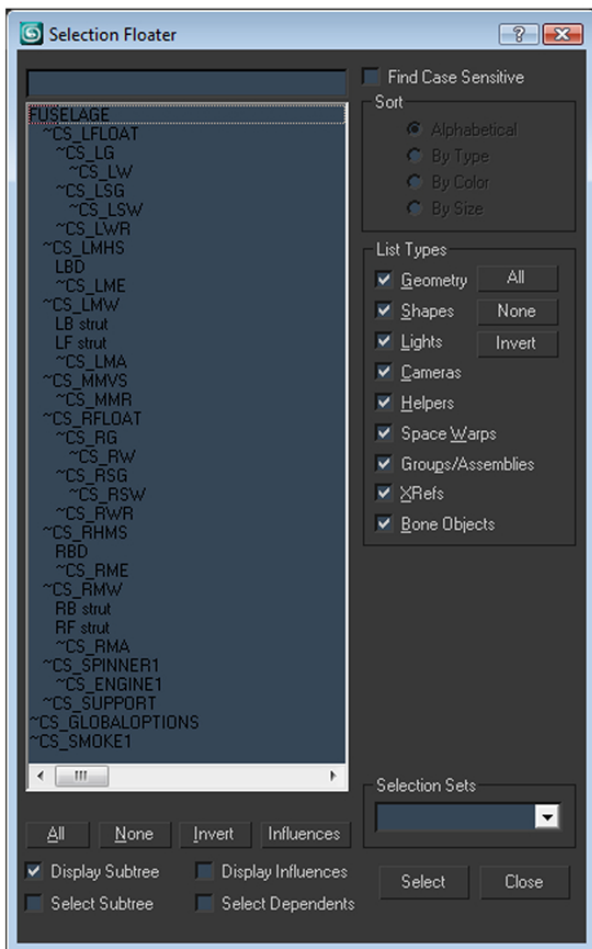 Selection Floater
Find Case Sensitive
FUSELAGE
~CS_LFLOAT
~CS_LG
~CS_LW
~CS_LSG
~CS_LSW
~CS_LWR
~CS_LMHS
LBD
~CS_LME
~CS_LMW
LB strut
LF strut
~CS_LMA
~CS_MMVS
~CS_MMR
~CS_RFLOAT
~CS_RG
~CS_RW
~CS_RSG
~CS_RSW
~CS_RWR
~CS_RHMS
RBD
~CS_RME
~CS_RMW
RB strut
RF strut
~CS_RMA
~CS_SPINNER1
~CS_ENGINE1
~CS_SUPPORT
~CS_GLOBALOPTIONS
~CS_SMOKE1
Sort
Alphabetical
By Type
By Color
By Size
List Types
Geometry All
Shapes None
Lights Invert
Cameras
Helpers
Space Warps
Groups/Assemblies
XRefs
Bone Objects
Selection Sets
All None Invert Influences
Display Subtree Display Influences
Select Subtree Select Dependents
Select Close